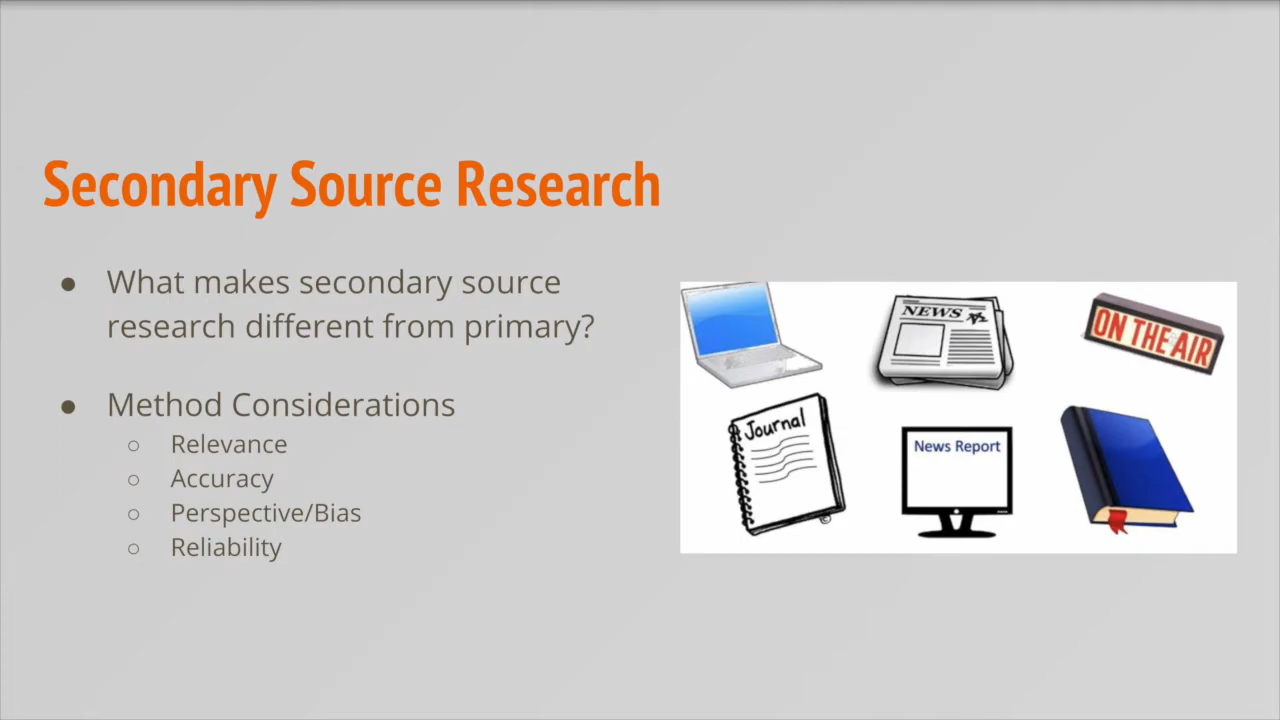 Secondary Source Research
● What makes secondary source
research different from primary?
● Method Considerations
○ Relevance
○ Accuracy
○ Perspective/Bias
○ Reliability
NEWS
ON THE AIR
Journal
News Report